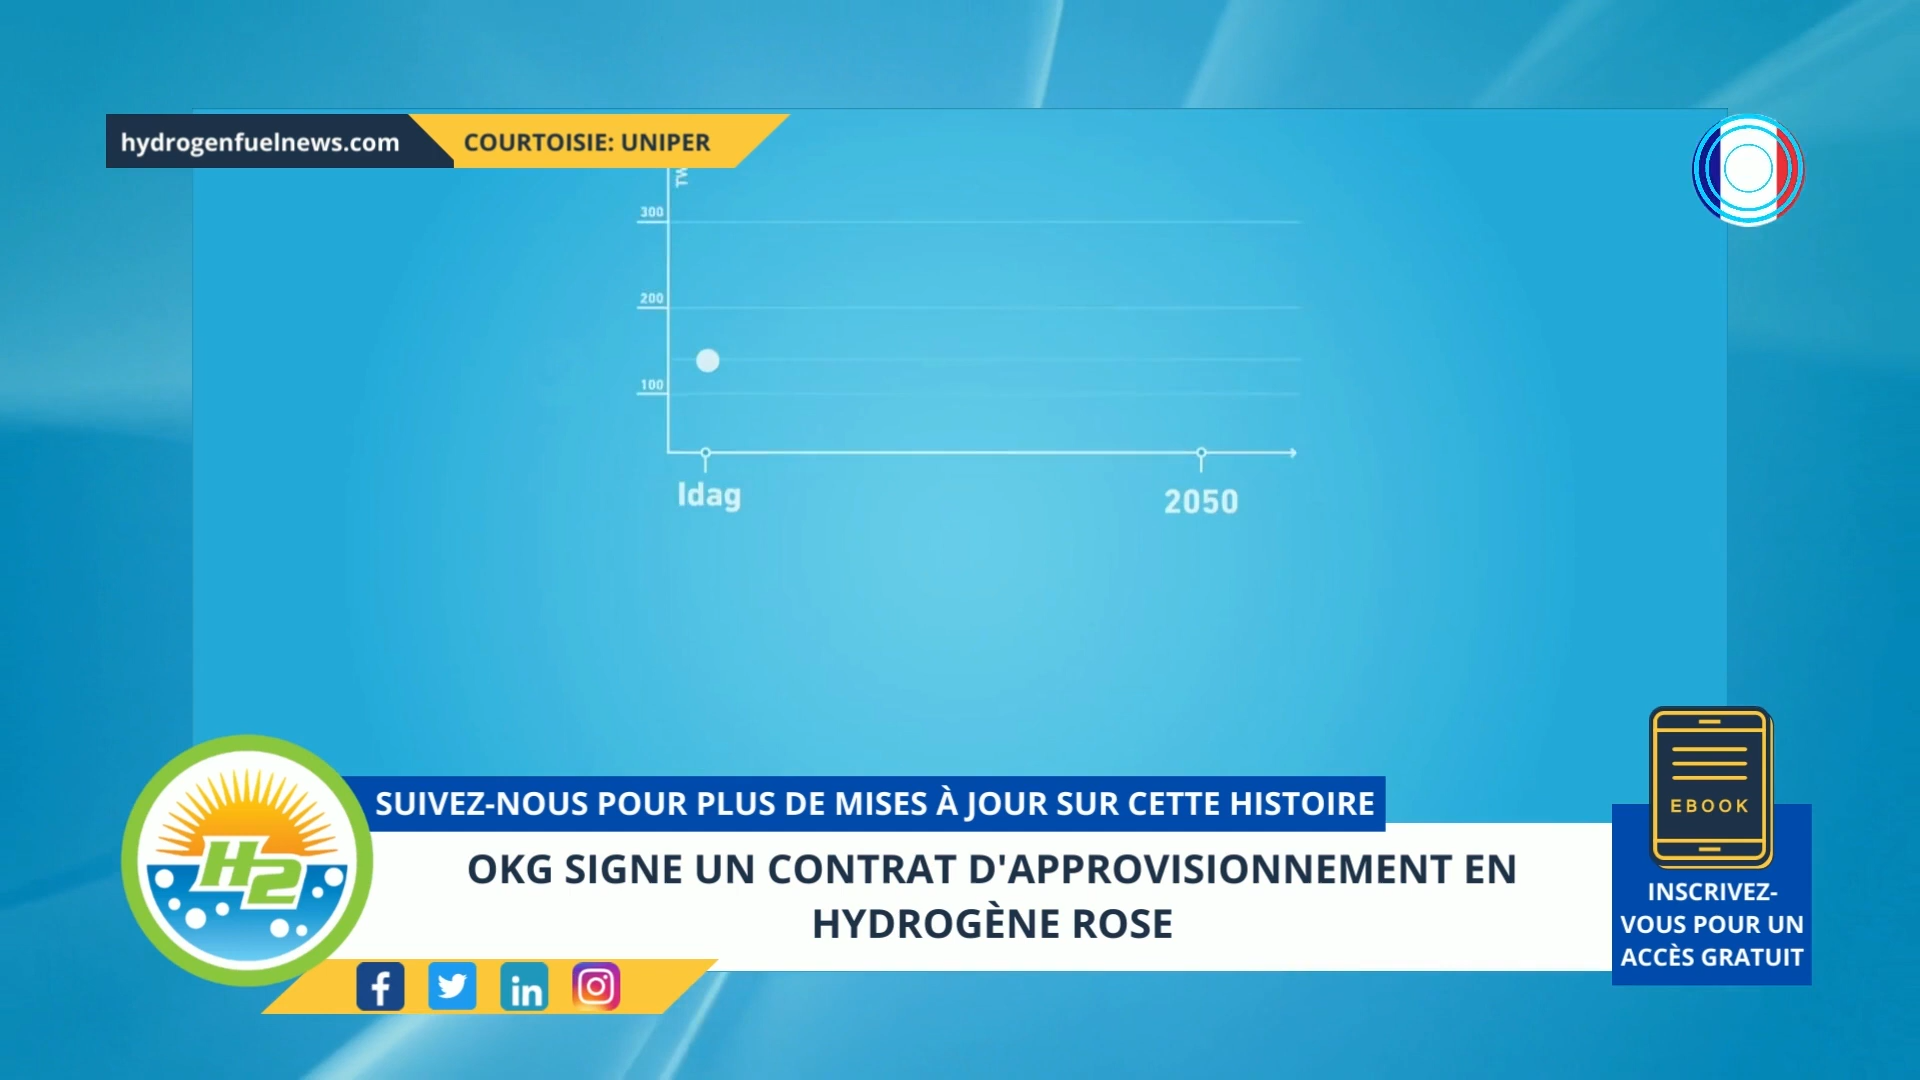 hydrogenfuelnews.com
COURTOISIE: UNIPER
300
200
100
Idag
2050
SUIVEZ-NOUS POUR PLUS DE MISES À JOUR SUR CETTE HISTOIRE
H2
OKG SIGNE UN CONTRAT D'APPROVISIONNEMENT EN
HYDROGÈNE ROSE
EBOOK
INSCRIVEZ-
VOUS POUR UN
ACCÈS GRATUIT